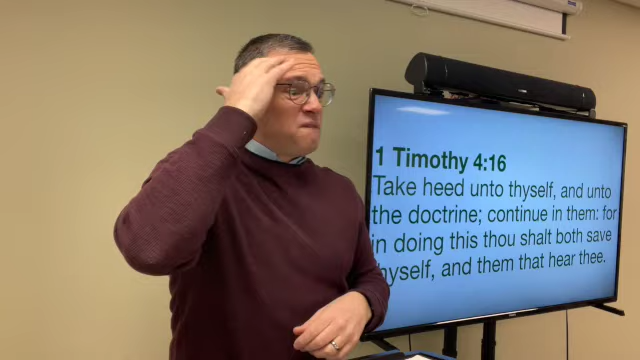 1 Timothy 4:16
Take heed unto thyself, and unto
the doctrine; continue in them: for
in doing this thou shalt both save
thyself, and them that hear thee.